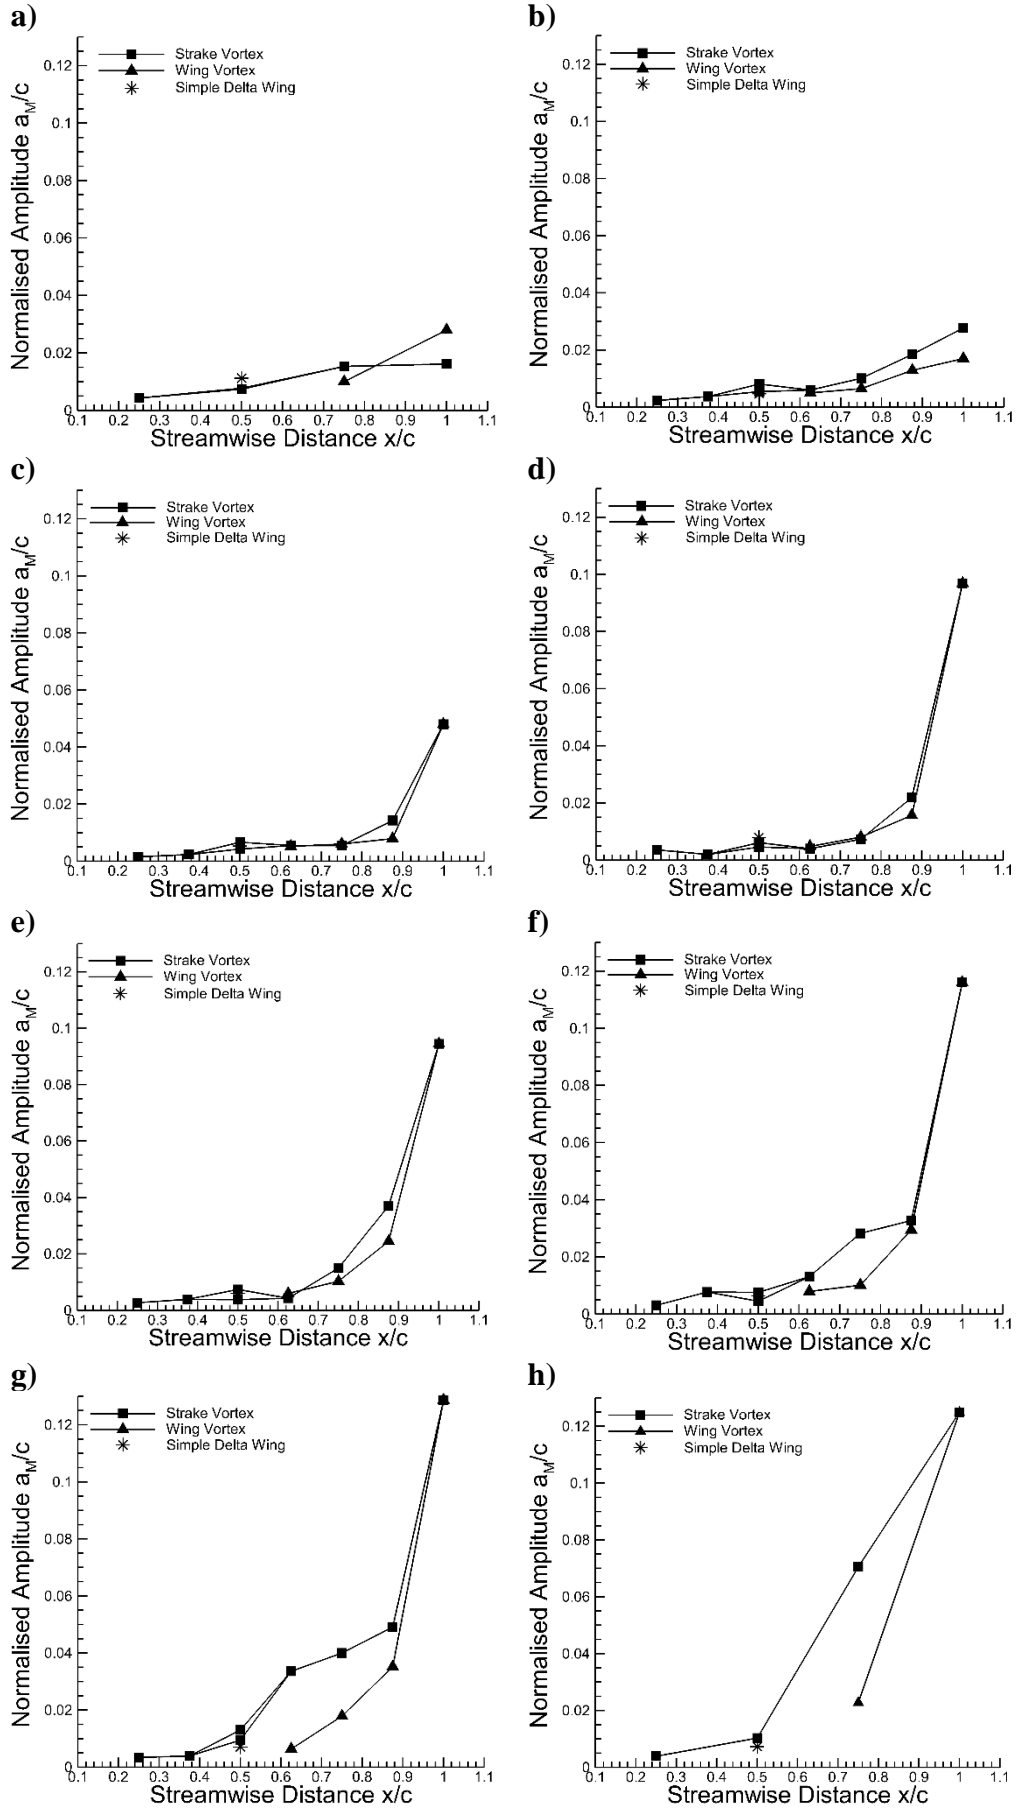 a)
Strake Vortex
Wing Vortex
Simple Delta Wing
Normalised Amplitude a_M/c
0.12
0.1
0.08
0.06
0.04
0.02
0
0.1 0.2 0.3 0.4 0.5 0.6 0.7 0.8 0.9 1 1.1
Streamwise Distance x/c
b)
Strake Vortex
Wing Vortex
Simple Delta Wing
Normalised Amplitude a_M/c
0.12
0.1
0.08
0.06
0.04
0.02
0
0.1 0.2 0.3 0.4 0.5 0.6 0.7 0.8 0.9 1 1.1
Streamwise Distance x/c
c)
Strake Vortex
Wing Vortex
Simple Delta Wing
Normalised Amplitude a_M/c
0.12
0.1
0.08
0.06
0.04
0.02
0
0.1 0.2 0.3 0.4 0.5 0.6 0.7 0.8 0.9 1 1.1
Streamwise Distance x/c
d)
Strake Vortex
Wing Vortex
Simple Delta Wing
Normalised Amplitude a_M/c
0.12
0.1
0.08
0.06
0.04
0.02
0
0.1 0.2 0.3 0.4 0.5 0.6 0.7 0.8 0.9 1 1.1
Streamwise Distance x/c
e)
Strake Vortex
Wing Vortex
Simple Delta Wing
Normalised Amplitude a_M/c
0.12
0.1
0.08
0.06
0.04
0.02
0
0.1 0.2 0.3 0.4 0.5 0.6 0.7 0.8 0.9 1 1.1
Streamwise Distance x/c
f)
Strake Vortex
Wing Vortex
Simple Delta Wing
Normalised Amplitude a_M/c
0.12
0.1
0.08
0.06
0.04
0.02
0
0.1 0.2 0.3 0.4 0.5 0.6 0.7 0.8 0.9 1 1.1
Streamwise Distance x/c
g)
Strake Vortex
Wing Vortex
Simple Delta Wing
Normalised Amplitude a_M/c
0.12
0.1
0.08
0.06
0.04
0.02
0
0.1 0.2 0.3 0.4 0.5 0.6 0.7 0.8 0.9 1 1.1
Streamwise Distance x/c
h)
Strake Vortex
Wing Vortex
Simple Delta Wing
Normalised Amplitude a_M/c
0.12
0.1
0.08
0.06
0.04
0.02
0
0.1 0.2 0.3 0.4 0.5 0.6 0.7 0.8 0.9 1 1.1
Streamwise Distance x/c